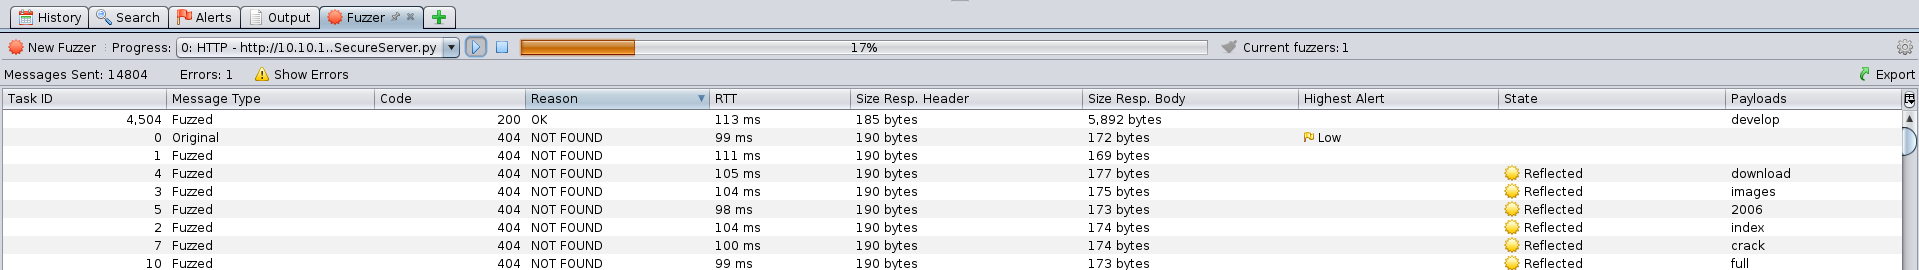 History Search Alerts Output Fuzzer
New Fuzzer Progress: 0: HTTP - http://10.10.1..SecureServer.py 17% Current fuzzers: 1
Messages Sent: 14804 Errors: 1 Show Errors Export
Task ID Message Type Code Reason RTT Size Resp. Header Size Resp. Body Highest Alert State Payloads
4,504 Fuzzed 200 OK 113 ms 185 bytes 5,892 bytes develop
0 Original 404 NOT FOUND 99 ms 190 bytes 172 bytes Low
1 Fuzzed 404 NOT FOUND 111 ms 190 bytes 169 bytes
4 Fuzzed 404 NOT FOUND 105 ms 190 bytes 177 bytes Reflected download
3 Fuzzed 404 NOT FOUND 104 ms 190 bytes 175 bytes Reflected images
5 Fuzzed 404 NOT FOUND 98 ms 190 bytes 173 bytes Reflected 2006
2 Fuzzed 404 NOT FOUND 104 ms 190 bytes 174 bytes Reflected index
7 Fuzzed 404 NOT FOUND 100 ms 190 bytes 174 bytes Reflected crack
10 Fuzzed 404 NOT FOUND 99 ms 190 bytes 173 bytes Reflected full